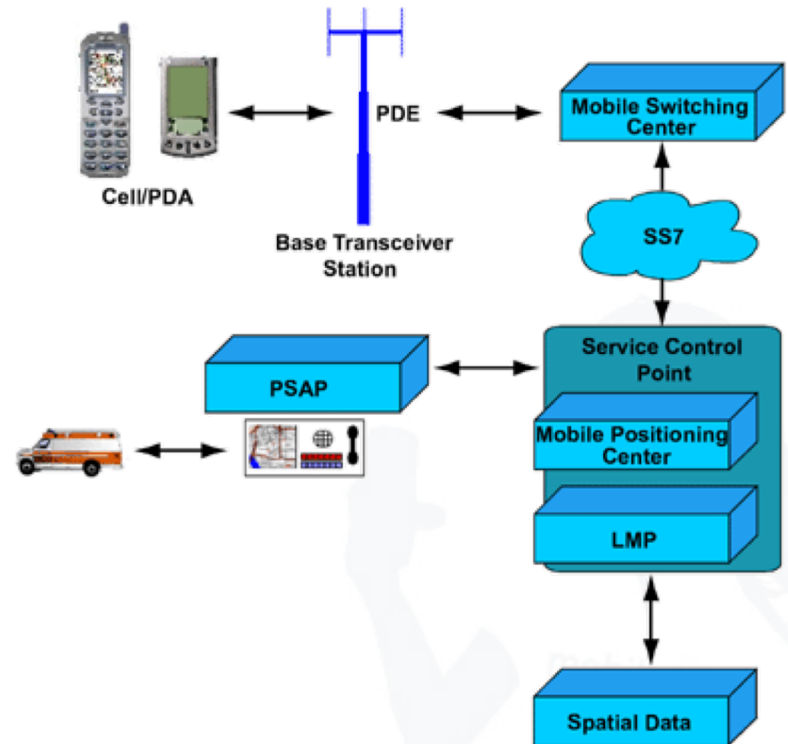 PDE
Mobile Switching
Center
Cell/PDA
Base Transceiver
Station
SS7
Service Control
Point
PSAP
Mobile Positioning
Center
LMP
Spatial Data